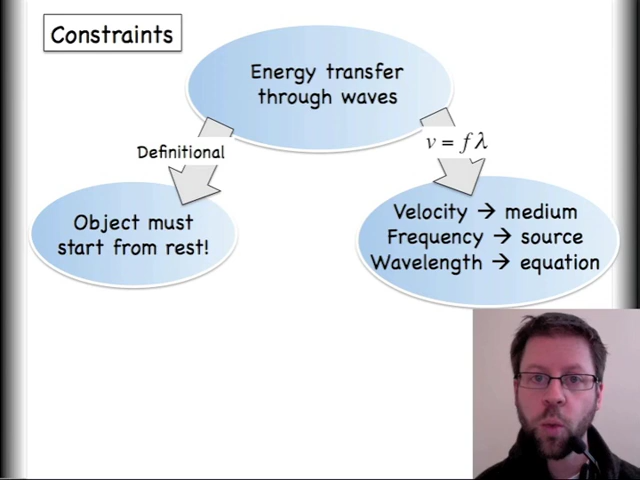 Constraints
Energy transfer
through waves
Definitional
v = fλ
Object must
start from rest!
Velocity → medium
Frequency → source
Wavelength → equation